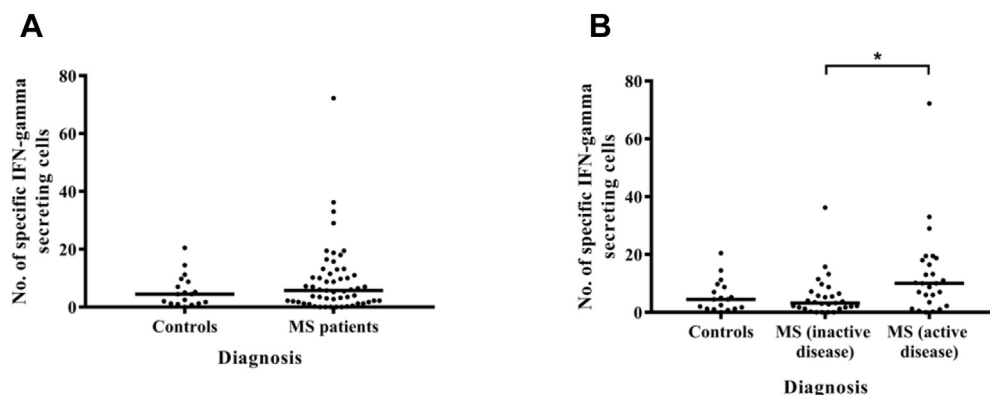 A
No. of specific IFN-gamma
secreting cells
80
60
40
20
0
Controls
MS patients
Diagnosis
B
*
No. of specific IFN-gamma
secreting cells
80
60
40
20
0
Controls
MS (inactive
disease)
MS (active
disease)
Diagnosis